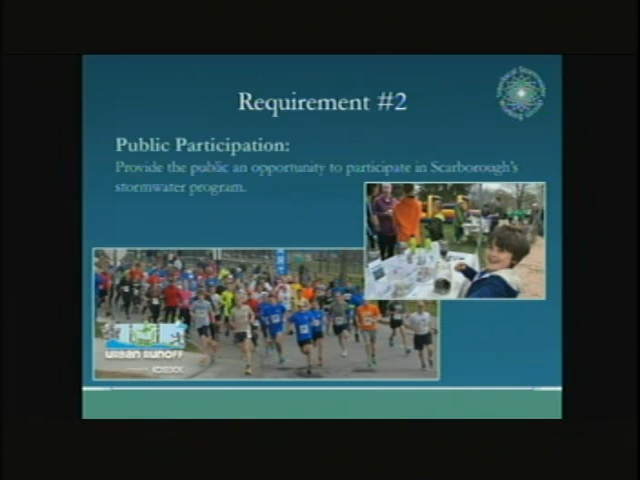 Requirement #2
Public Participation:
Provide the public an opportunity to participate in Scarborough's
stormwater program.
URBAN RUNOFF